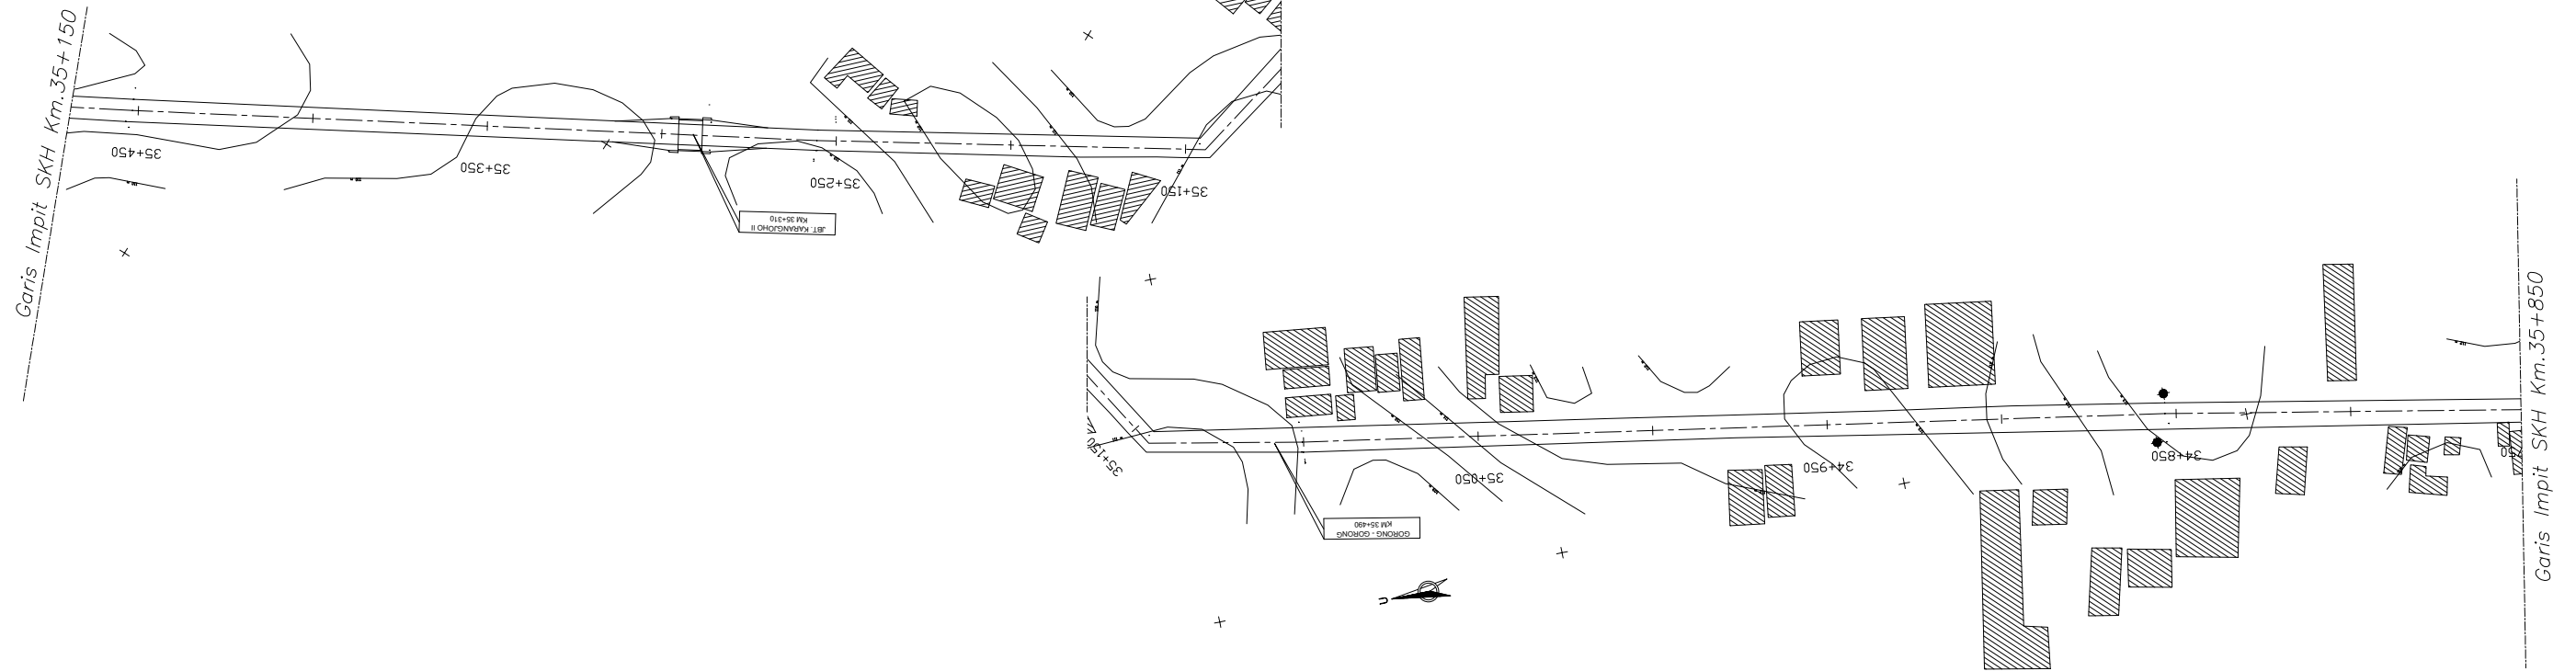 Garis Impit SKH Km.35+150
35+450
35+350
35+250
35+150
JBT. KARANGJOHO II
KM 35+310
35+150
35+050
34+950
34+850
GORONG - GORONG
KM 35+490
U
Garis Impit SKH Km.35+850